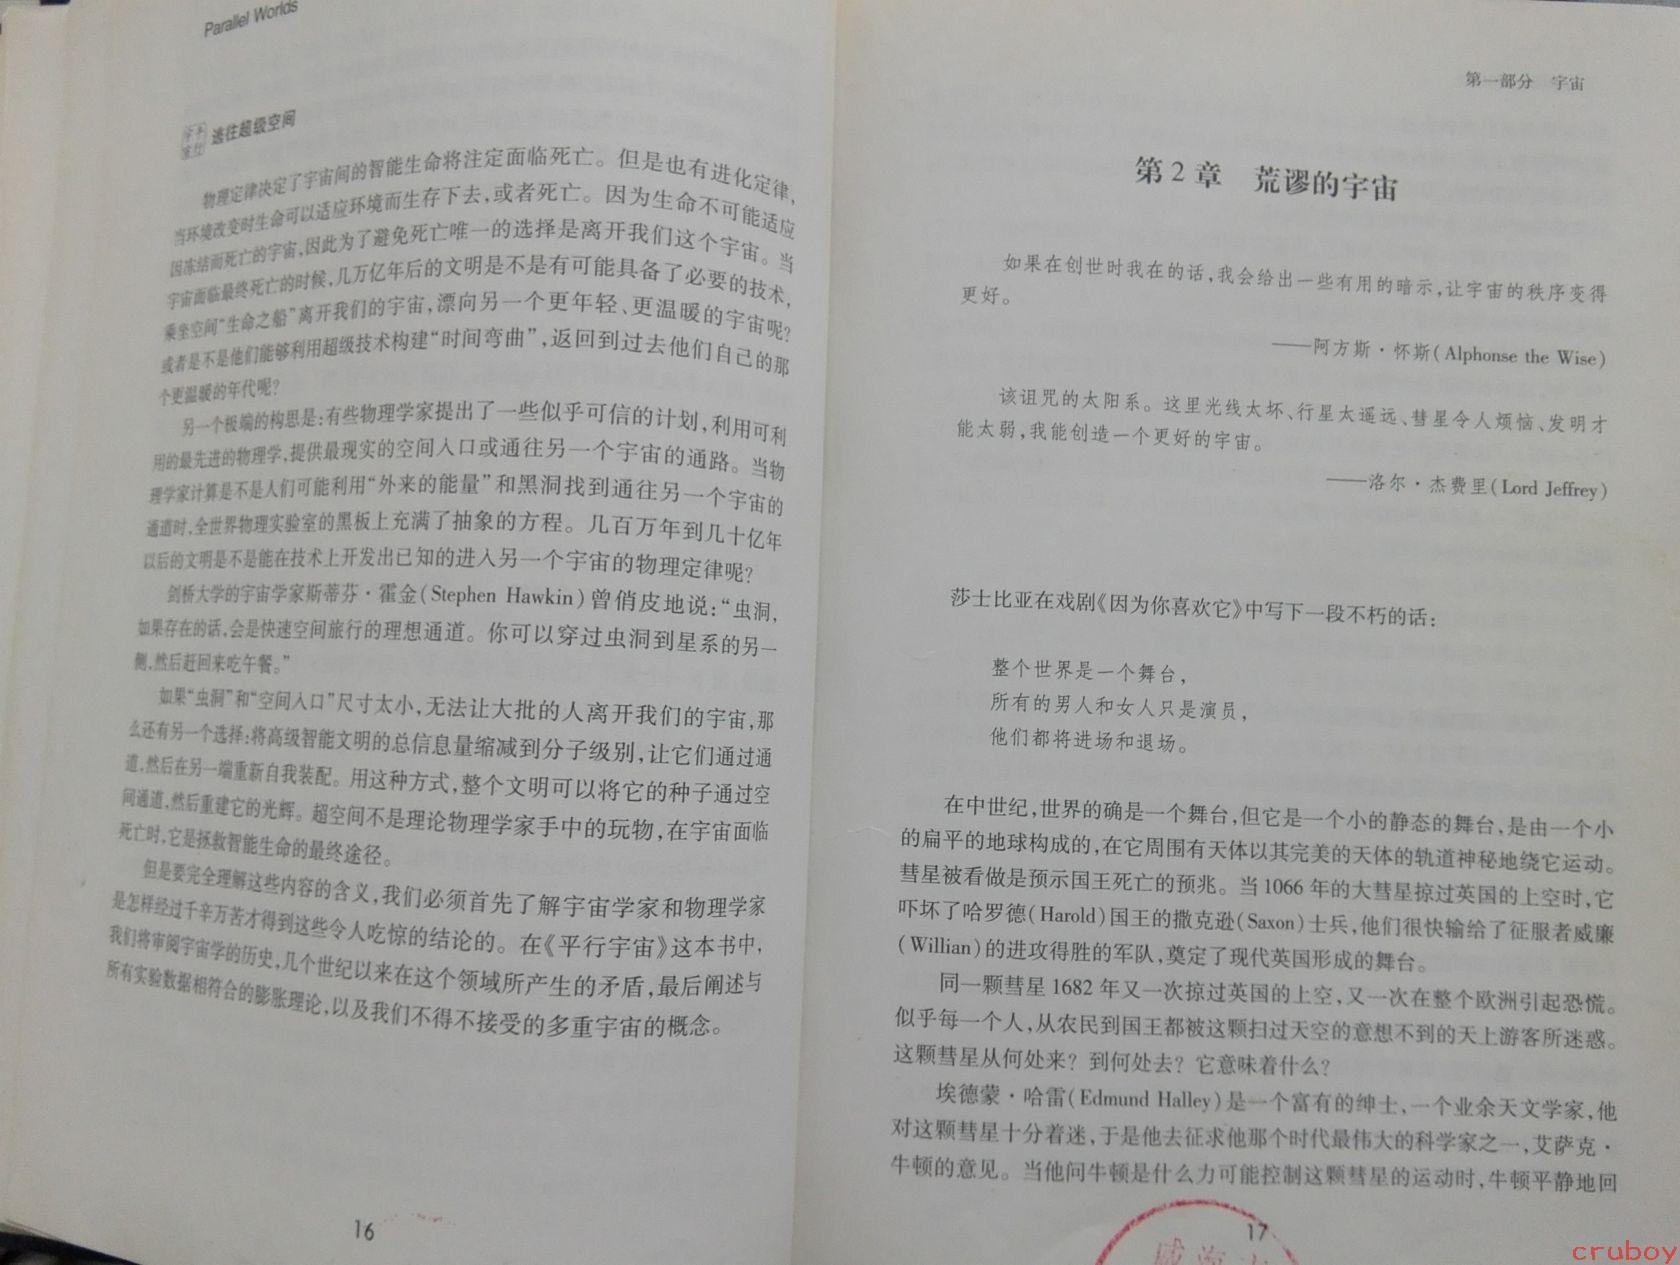 Parallel Worlds
平行宇宙 逃往超级空间
物理定律决定了宇宙间的智能生命将注定面临死亡。但是也有进化定律,
当环境改变时生命可以适应环境而生存下去,或者死亡。因为生命不可能适应
因冻结而死亡的宇宙,因此为了避免死亡唯一的选择是离开我们这个宇宙。当
宇宙面临最终死亡的时候,几万亿年后的文明是不是有可能具备了必要的技术,
乘坐空间“生命之船”离开我们的宇宙,漂向另一个更年轻、更温暖的宇宙呢?
或者是不是他们能够利用超级技术构建“时间弯曲”,返回到过去他们自己的那
个更温暖的年代呢?
另一个极端的构思是:有些物理学家提出了一些似乎可信的计划,利用可利
用的最先进的物理学,提供最现实的空间入口或通往另一个宇宙的通路。当物
理学家计算是不是人们可能利用“外来的能量”和黑洞找到通往另一个宇宙的
通道时,全世界物理实验室的黑板上充满了抽象的方程。几百万年到几十亿年
以后的文明是不是能在技术上开发出已知的进入另一个宇宙的物理定律呢?
剑桥大学的宇宙学家斯蒂芬·霍金(Stephen Hawkin)曾俏皮地说:“虫洞,
如果存在的话,会是快速空间旅行的理想通道。你可以穿过虫洞到星系的另一
侧,然后赶回来吃午餐。”
如果“虫洞”和“空间入口”尺寸太小,无法让大批的人离开我们的宇宙,那
么还有另一个选择:将高级智能文明的总信息量缩减到分子级别,让它们通过通
道,然后在另一端重新自我装配。用这种方式,整个文明可以将它的种子通过空
间通道,然后重建它的光辉。超空间不是理论物理学家手中的玩物,在宇宙面临
死亡时,它是拯救智能生命的最终途径。
但是要完全理解这些内容的含义,我们必须首先了解宇宙学家和物理学家
是怎样经过千辛万苦才得到这些令人吃惊的结论的。在《平行宇宙》这本书中,
我们将审阅宇宙学的历史,几个世纪以来在这个领域所产生的矛盾,最后阐述与
所有实验数据相符合的膨胀理论,以及我们不得不接受的多重宇宙的概念。
16
第一部分 宇宙
第2章 荒谬的宇宙
如果在创世时我在的话,我会给出一些有用的暗示,让宇宙的秩序变得
更好。
——阿方斯·怀斯(Alphonse the Wise)
该诅咒的太阳系。这里光线太坏、行星太遥远、彗星令人烦恼、发明才
能太弱,我能创造一个更好的宇宙。
——洛尔·杰费里(Lord Jeffrey)
莎士比亚在戏剧《因为你喜欢它》中写下一段不朽的话:
整个世界是一个舞台,
所有的男人和女人只是演员,
他们都将进场和退场。
在中世纪,世界的确是一个舞台,但它是一个小的静态的舞台,是由一个小
的扁平的地球构成的,在它周围有天体以其完美的天体的轨道神秘地绕它运动。
彗星被看做是预示国王死亡的预兆。当1066年的大彗星掠过英国的上空时,它
吓坏了哈罗德(Harold)国王的撒克逊(Saxon)士兵,他们很快输给了征服者威廉
(Willian)的进攻得胜的军队,奠定了现代英国形成的舞台。
同一颗彗星1682年又一次掠过英国的上空,又一次在整个欧洲引起恐慌。
似乎每一个人,从农民到国王都被这颗扫过天空的意想不到的天上游客所迷惑。
这颗彗星从何处来?到何处去?它意味着什么?
埃德蒙·哈雷(Edmund Halley)是一个富有的绅士,一个业余天文学家,他
对这颗彗星十分着迷,于是他去征求他那个时代最伟大的科学家之一,艾萨克·
牛顿的意见。当他问牛顿是什么力可能控制这颗彗星的运动时,牛顿平静地回
17
威海
cruboy